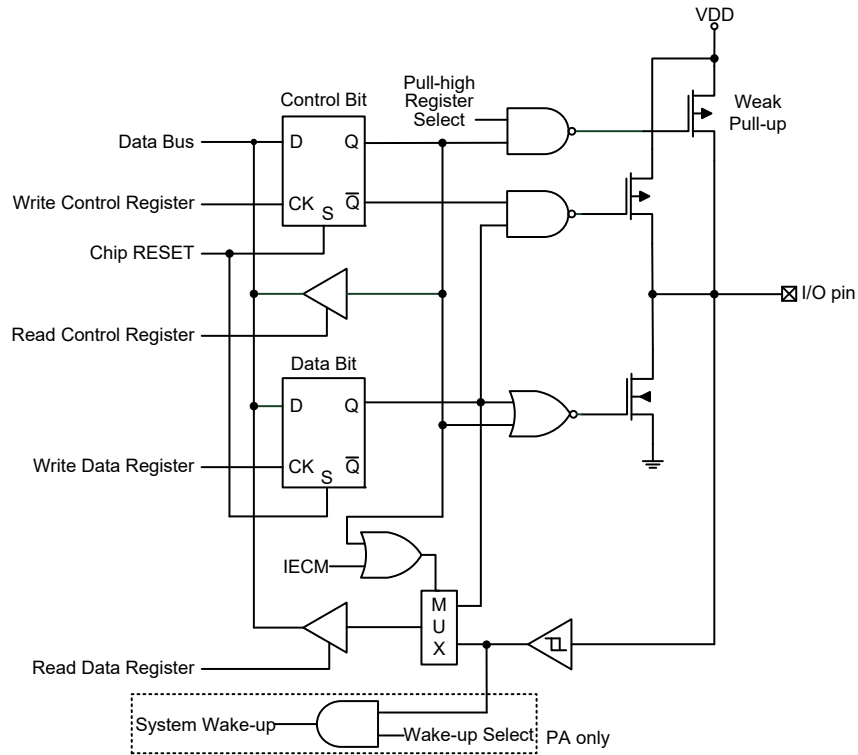 VDD
Pull-high
Register
Select
Weak
Pull-up
Control Bit
Data Bus
D
Q
Write Control Register
CK
S
Q̅
Chip RESET
I/O pin
Read Control Register
Data Bit
D
Q
Write Data Register
CK
S
Q̅
IECM
M
U
X
Read Data Register
System Wake-up
Wake-up Select
PA only